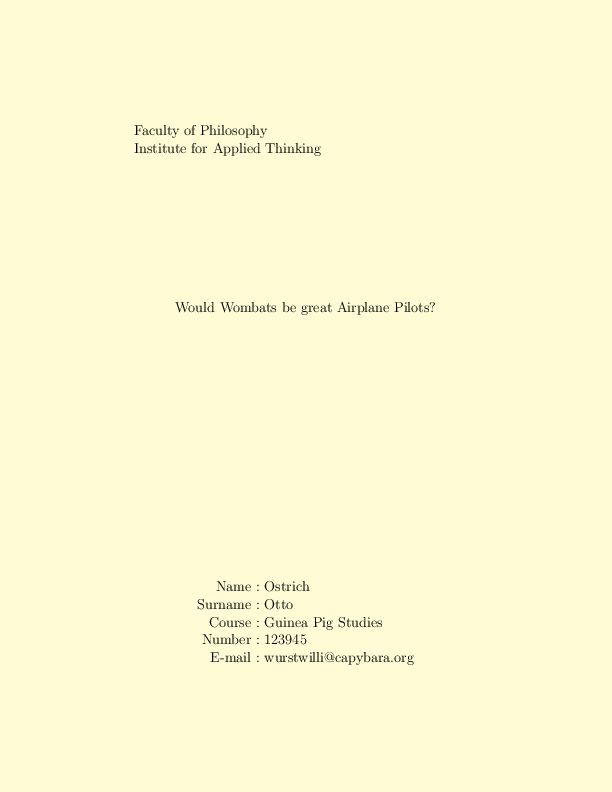 Faculty of Philosophy
Institute for Applied Thinking
Would Wombats be great Airplane Pilots?
Name : Ostrich
Surname : Otto
Course : Guinea Pig Studies
Number : 123945
E-mail : wurstwilli@capybara.org